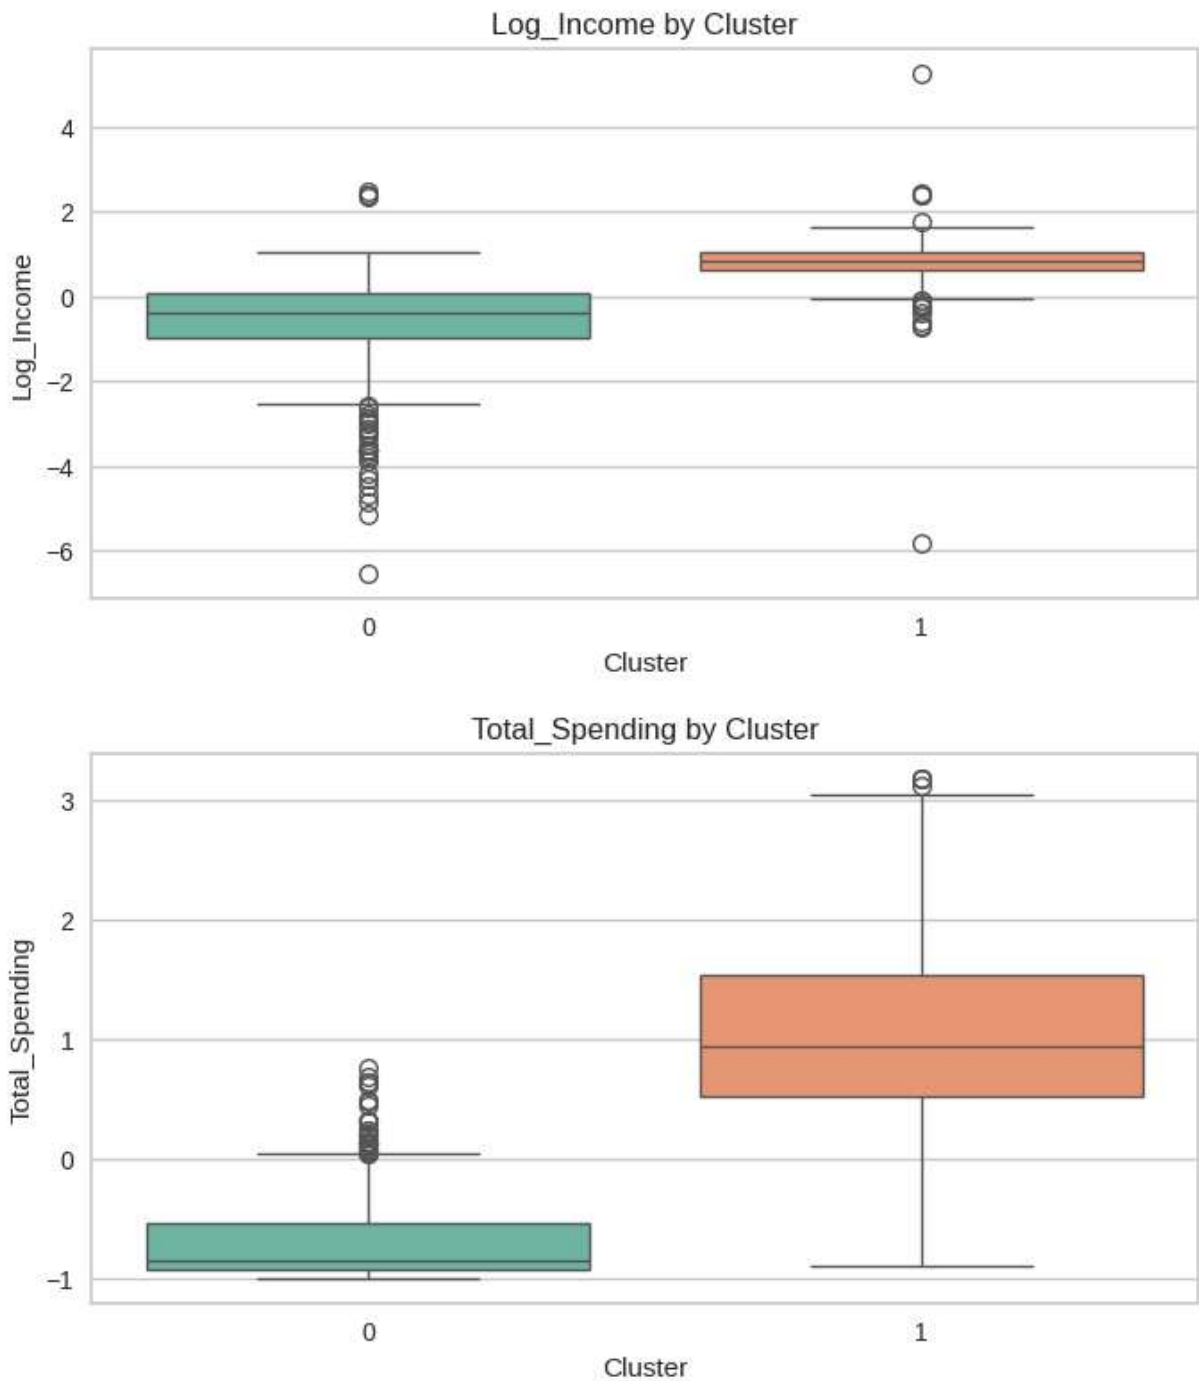 Log_Income by Cluster
Log_Income
4
2
0
−2
−4
−6
0 1
Cluster
Total_Spending by Cluster
Total_Spending
3
2
1
0
−1
0 1
Cluster